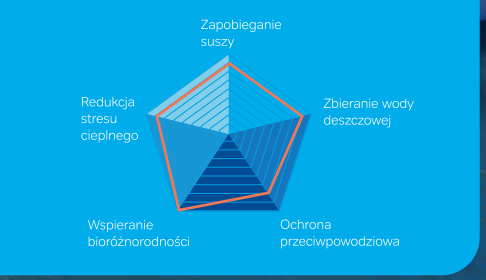 Zapobieganie
suszy
Redukcja
stresu
cieplnego
Zbieranie wody
deszczowej
Wspieranie
bioróżnorodności
Ochrona
przeciwpowodziowa